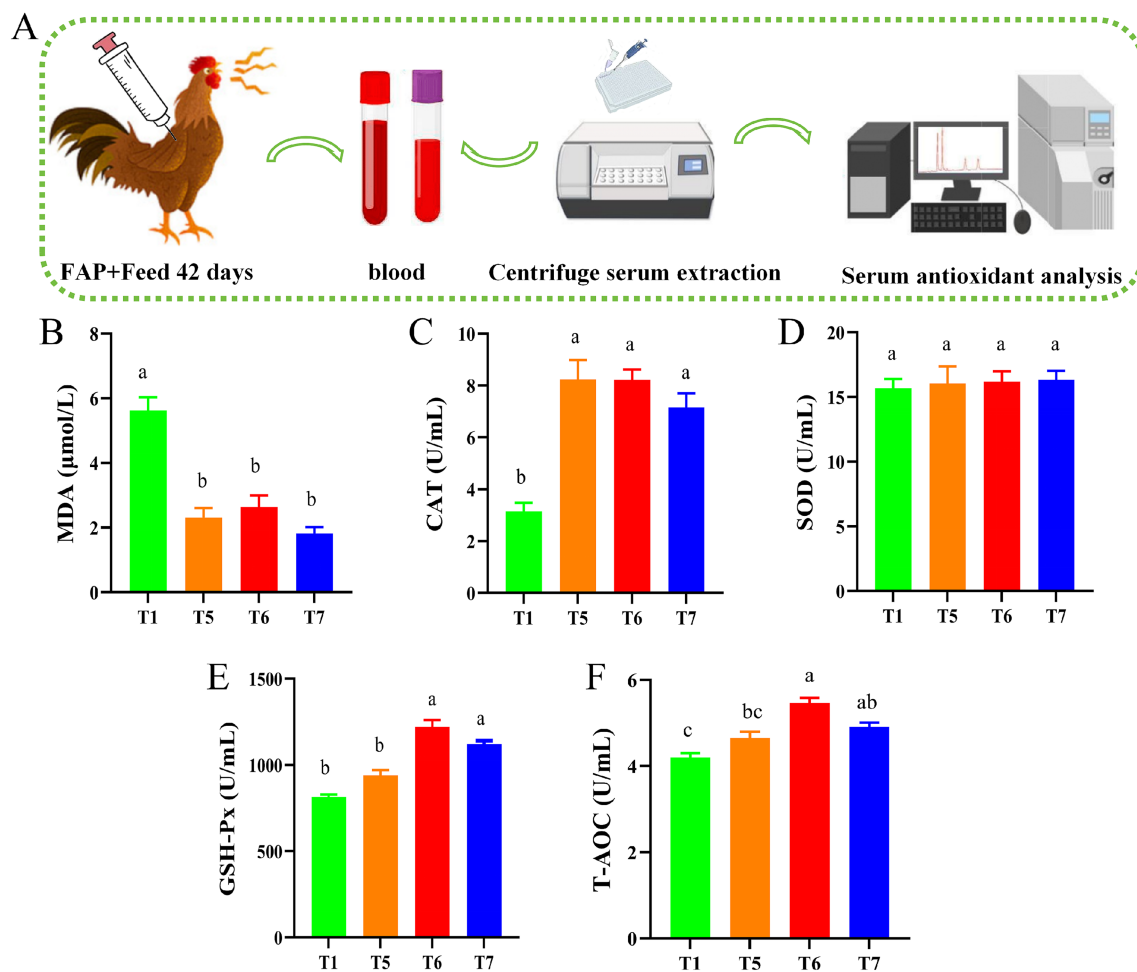 A
FAP+Feed 42 days
blood
Centrifuge serum extraction
Serum antioxidant analysis
B
MDA (μmol/L)
8
6
4
2
0
a
b
b
b
T1
T5
T6
T7
C
CAT (U/mL)
10
8
6
4
2
0
b
a
a
a
T1
T5
T6
T7
D
SOD (U/mL)
20
15
10
5
0
a
a
a
a
T1
T5
T6
T7
E
GSH-Px (U/mL)
1500
1000
500
0
b
b
a
a
T1
T5
T6
T7
F
T-AOC (U/mL)
6
4
2
0
c
bc
a
ab
T1
T5
T6
T7